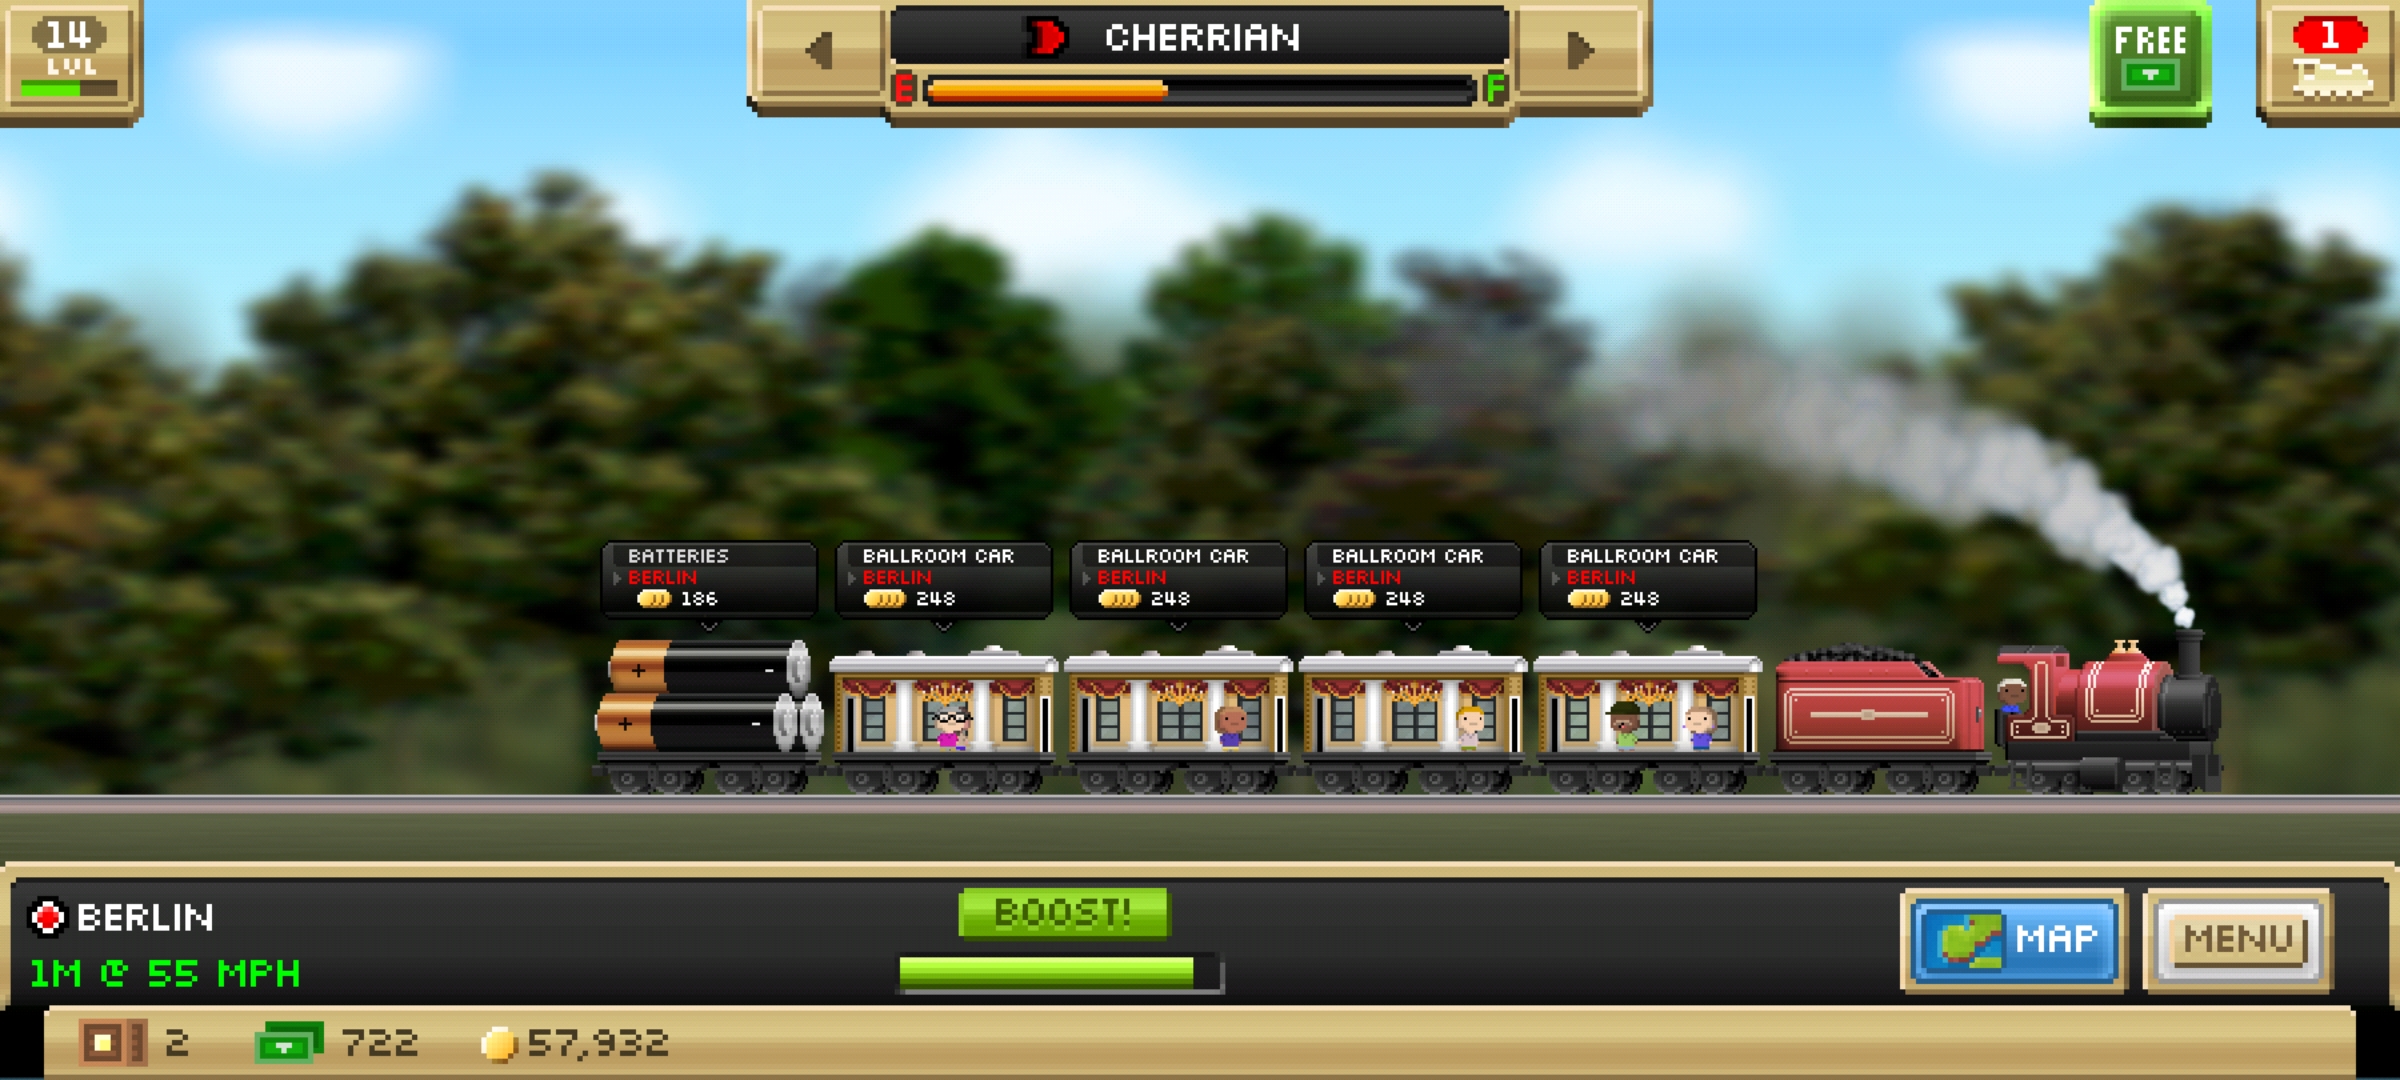 14
LVL
CHERRIAN
E F
FREE
1
BATTERIES
BERLIN
186
BALLROOM CAR
BERLIN
248
BALLROOM CAR
BERLIN
248
BALLROOM CAR
BERLIN
248
BALLROOM CAR
BERLIN
248
+ -
+ -
BERLIN
1M @ 55 MPH
BOOST!
MAP
MENU
2
722
57,932